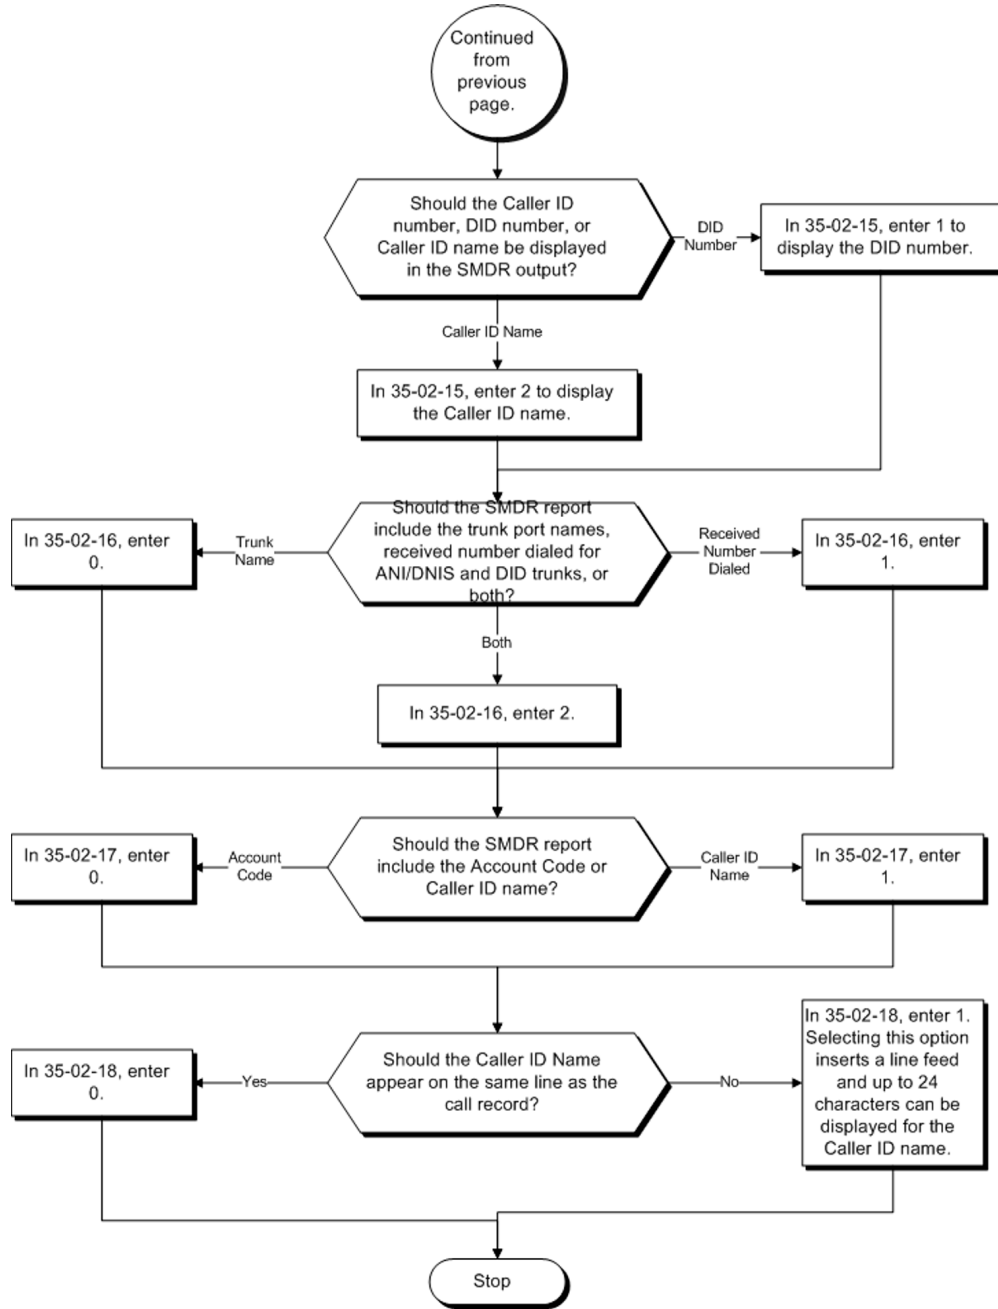 Continued
from
previous
page.
Should the Caller ID
number, DID number, or
Caller ID name be displayed
in the SMDR output?
DID
Number
In 35-02-15, enter 1 to
display the DID number.
Caller ID Name
In 35-02-15, enter 2 to display
the Caller ID name.
Should the SMDR report
include the trunk port names,
received number dialed for
ANI/DNIS and DID trunks, or
both?
Trunk
Name
In 35-02-16, enter
0.
Received
Number
Dialed
In 35-02-16, enter
1.
Both
In 35-02-16, enter 2.
Should the SMDR report
include the Account Code or
Caller ID name?
Account
Code
In 35-02-17, enter
0.
Caller ID
Name
In 35-02-17, enter
1.
Should the Caller ID Name
appear on the same line as the
call record?
Yes
In 35-02-18, enter
0.
No
In 35-02-18, enter 1.
Selecting this option
inserts a line feed
and up to 24
characters can be
displayed for the
Caller ID name.
Stop